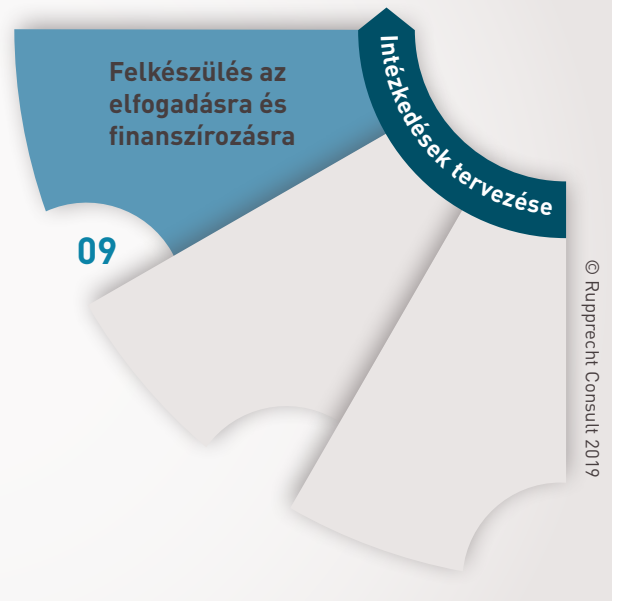 Felkészülés az
elfogadásra és
finanszírozásra
Intézkedések tervezése
09
© Rupprecht Consult 2019